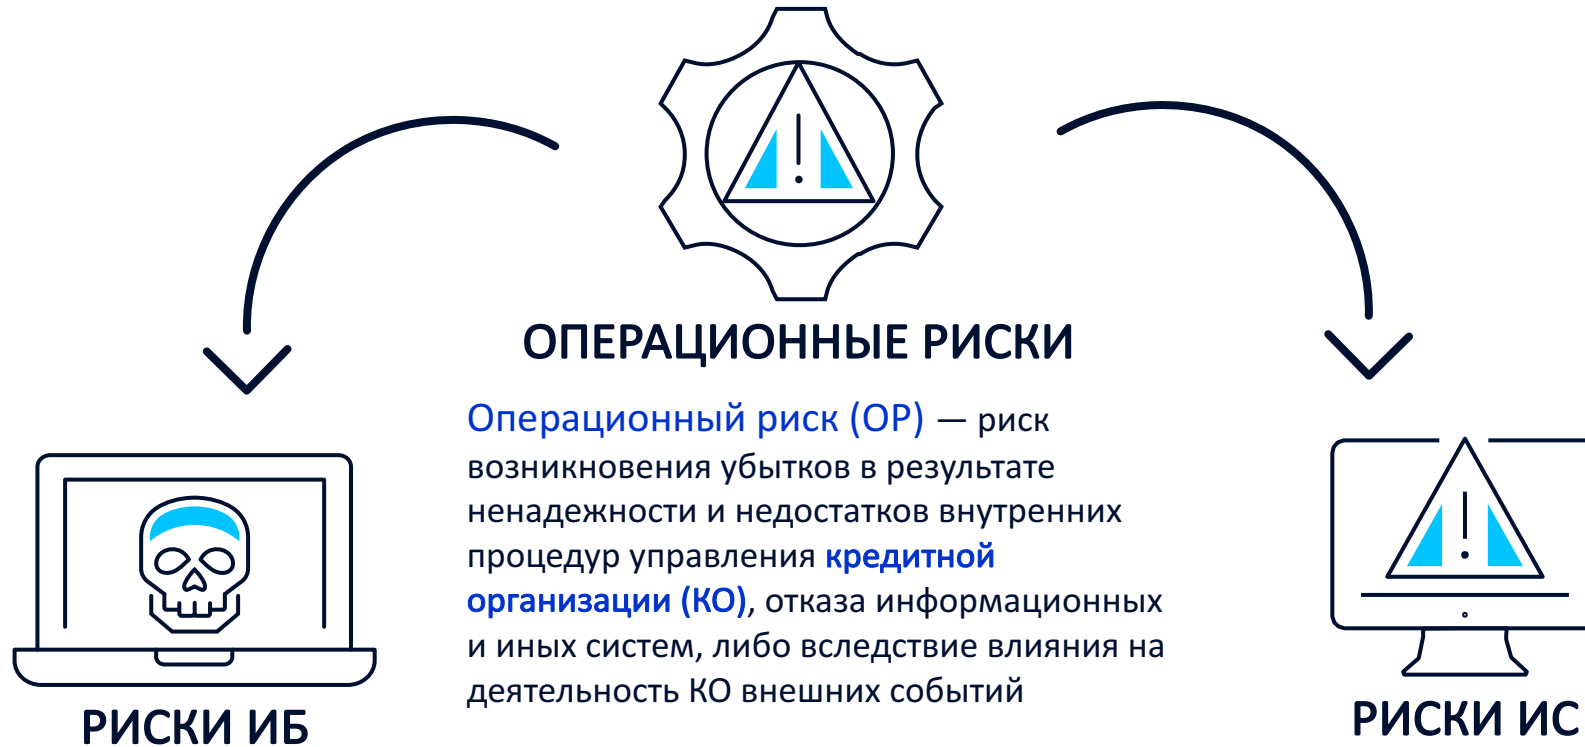 ОПЕРАЦИОННЫЕ РИСКИ
Операционный риск (ОР) — риск
возникновения убытков в результате
ненадежности и недостатков внутренних
процедур управления кредитной
организации (КО), отказа информационных
и иных систем, либо вследствие влияния на
деятельность КО внешних событий
РИСКИ ИБ
РИСКИ ИС